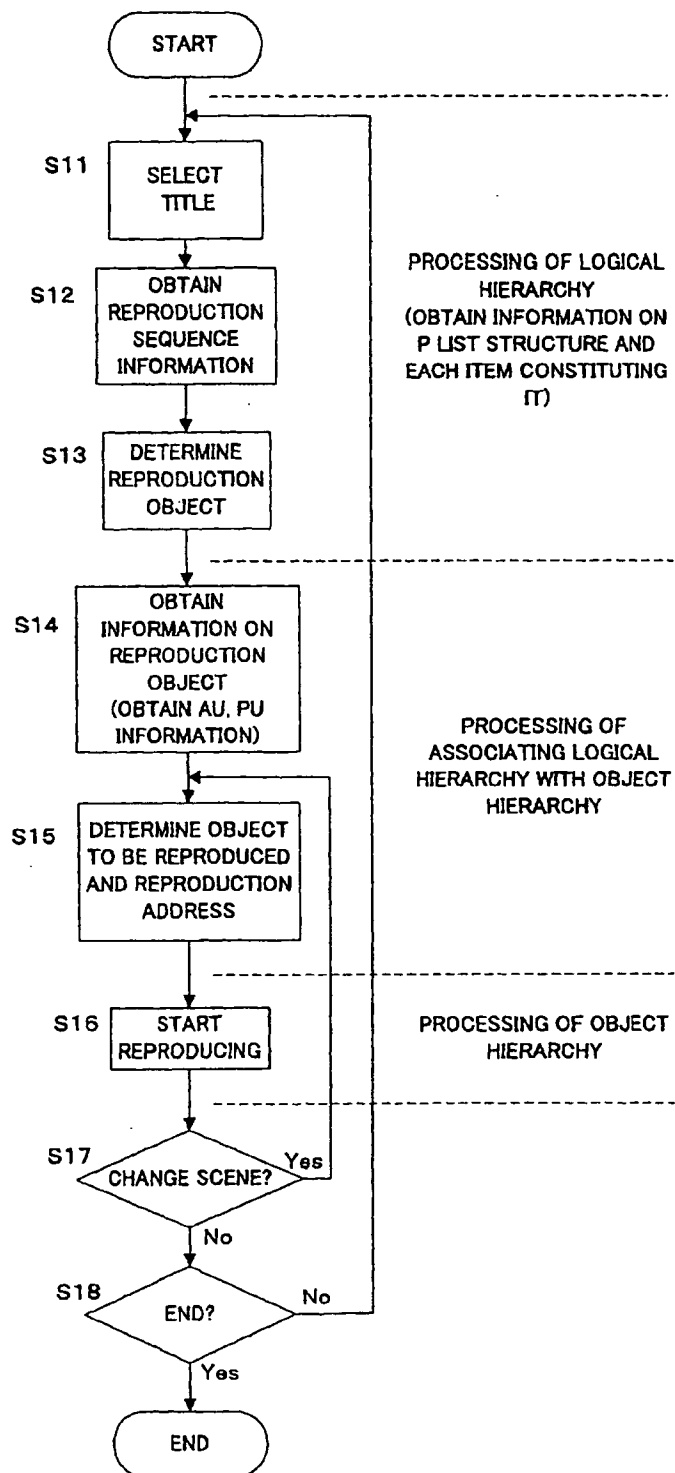 START
S11
SELECT
TITLE
S12
OBTAIN
REPRODUCTION
SEQUENCE
INFORMATION
PROCESSING OF LOGICAL
HIERARCHY
(OBTAIN INFORMATION ON
P LIST STRUCTURE AND
EACH ITEM CONSTITUTING
IT)
S13
DETERMINE
REPRODUCTION
OBJECT
S14
OBTAIN
INFORMATION ON
REPRODUCTION
OBJECT
(OBTAIN AU, PU
INFORMATION)
S15
DETERMINE OBJECT
TO BE REPRODUCED
AND REPRODUCTION
ADDRESS
PROCESSING OF
ASSOCIATING LOGICAL
HIERARCHY WITH OBJECT
HIERARCHY
S16
START
REPRODUCING
PROCESSING OF OBJECT
HIERARCHY
S17
CHANGE SCENE?
Yes
No
S18
END?
No
Yes
END